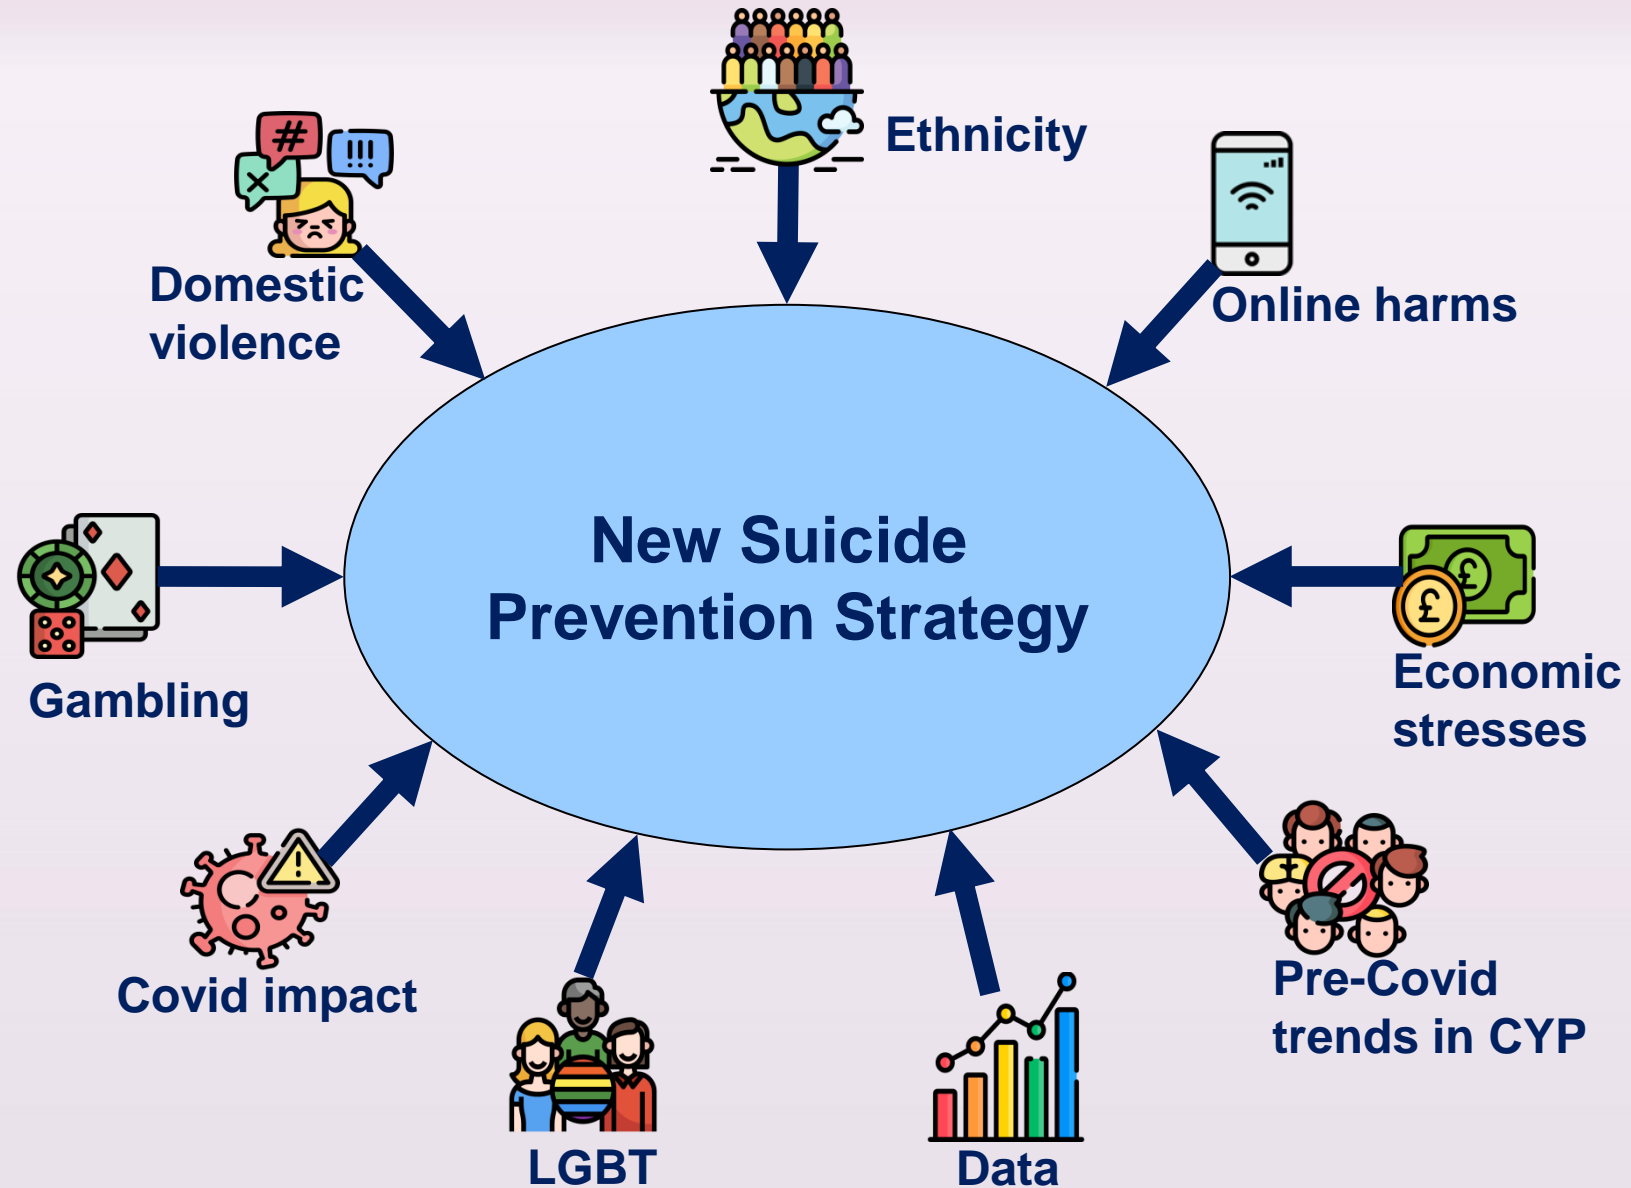 Ethnicity
Domestic
violence
Online harms
New Suicide
Prevention Strategy
Gambling
Economic
stresses
Covid impact
Pre-Covid
trends in CYP
LGBT
Data